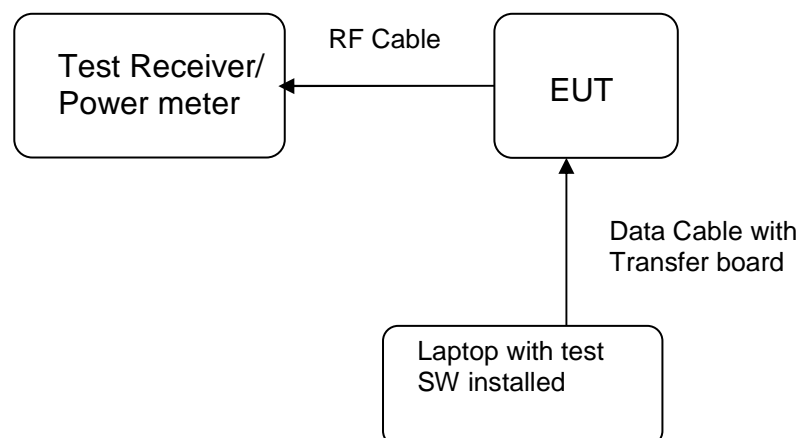 RF Cable
Test Receiver/
Power meter
EUT
Data Cable with
Transfer board
Laptop with test
SW installed